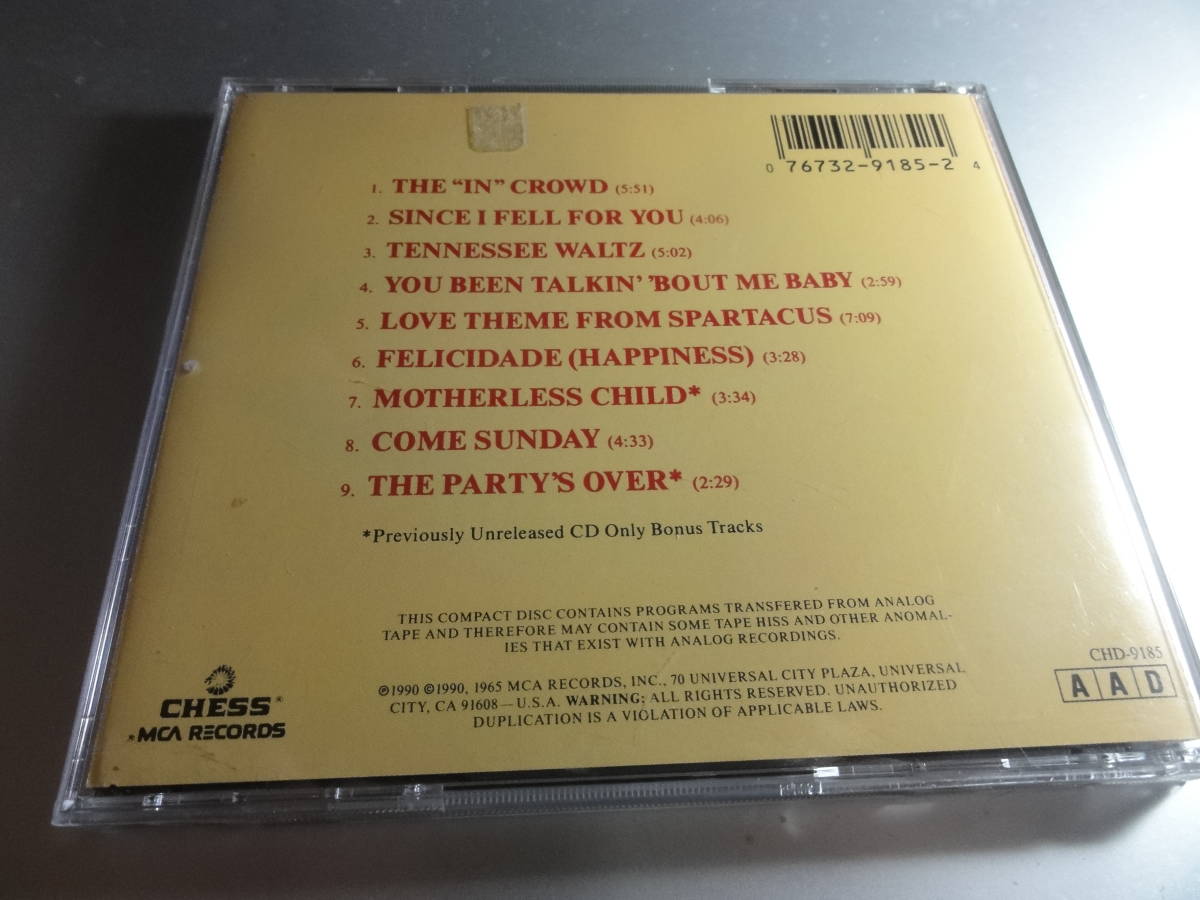 0 76732-9185-2 4
1. THE "IN" CROWD (5:51)
2. SINCE I FELL FOR YOU (4:06)
3. TENNESSEE WALTZ (5:02)
4. YOU BEEN TALKIN' 'BOUT ME BABY (2:59)
5. LOVE THEME FROM SPARTACUS (7:09)
6. FELICIDADE (HAPPINESS) (3:28)
7. MOTHERLESS CHILD* (3:34)
8. COME SUNDAY (4:33)
9. THE PARTY'S OVER* (2:29)
*Previously Unreleased CD Only Bonus Tracks
THIS COMPACT DISC CONTAINS PROGRAMS TRANSFERED FROM ANALOG
TAPE AND THEREFORE MAY CONTAIN SOME TAPE HISS AND OTHER ANOMAL-
IES THAT EXIST WITH ANALOG RECORDINGS.
℗1990 ©1990, 1965 MCA RECORDS, INC., 70 UNIVERSAL CITY PLAZA, UNIVERSAL
CITY, CA 91608—U.S.A. WARNING: ALL RIGHTS RESERVED. UNAUTHORIZED
DUPLICATION IS A VIOLATION OF APPLICABLE LAWS.
CHESS®
MCA RECORDS
CHD-9185
AAD